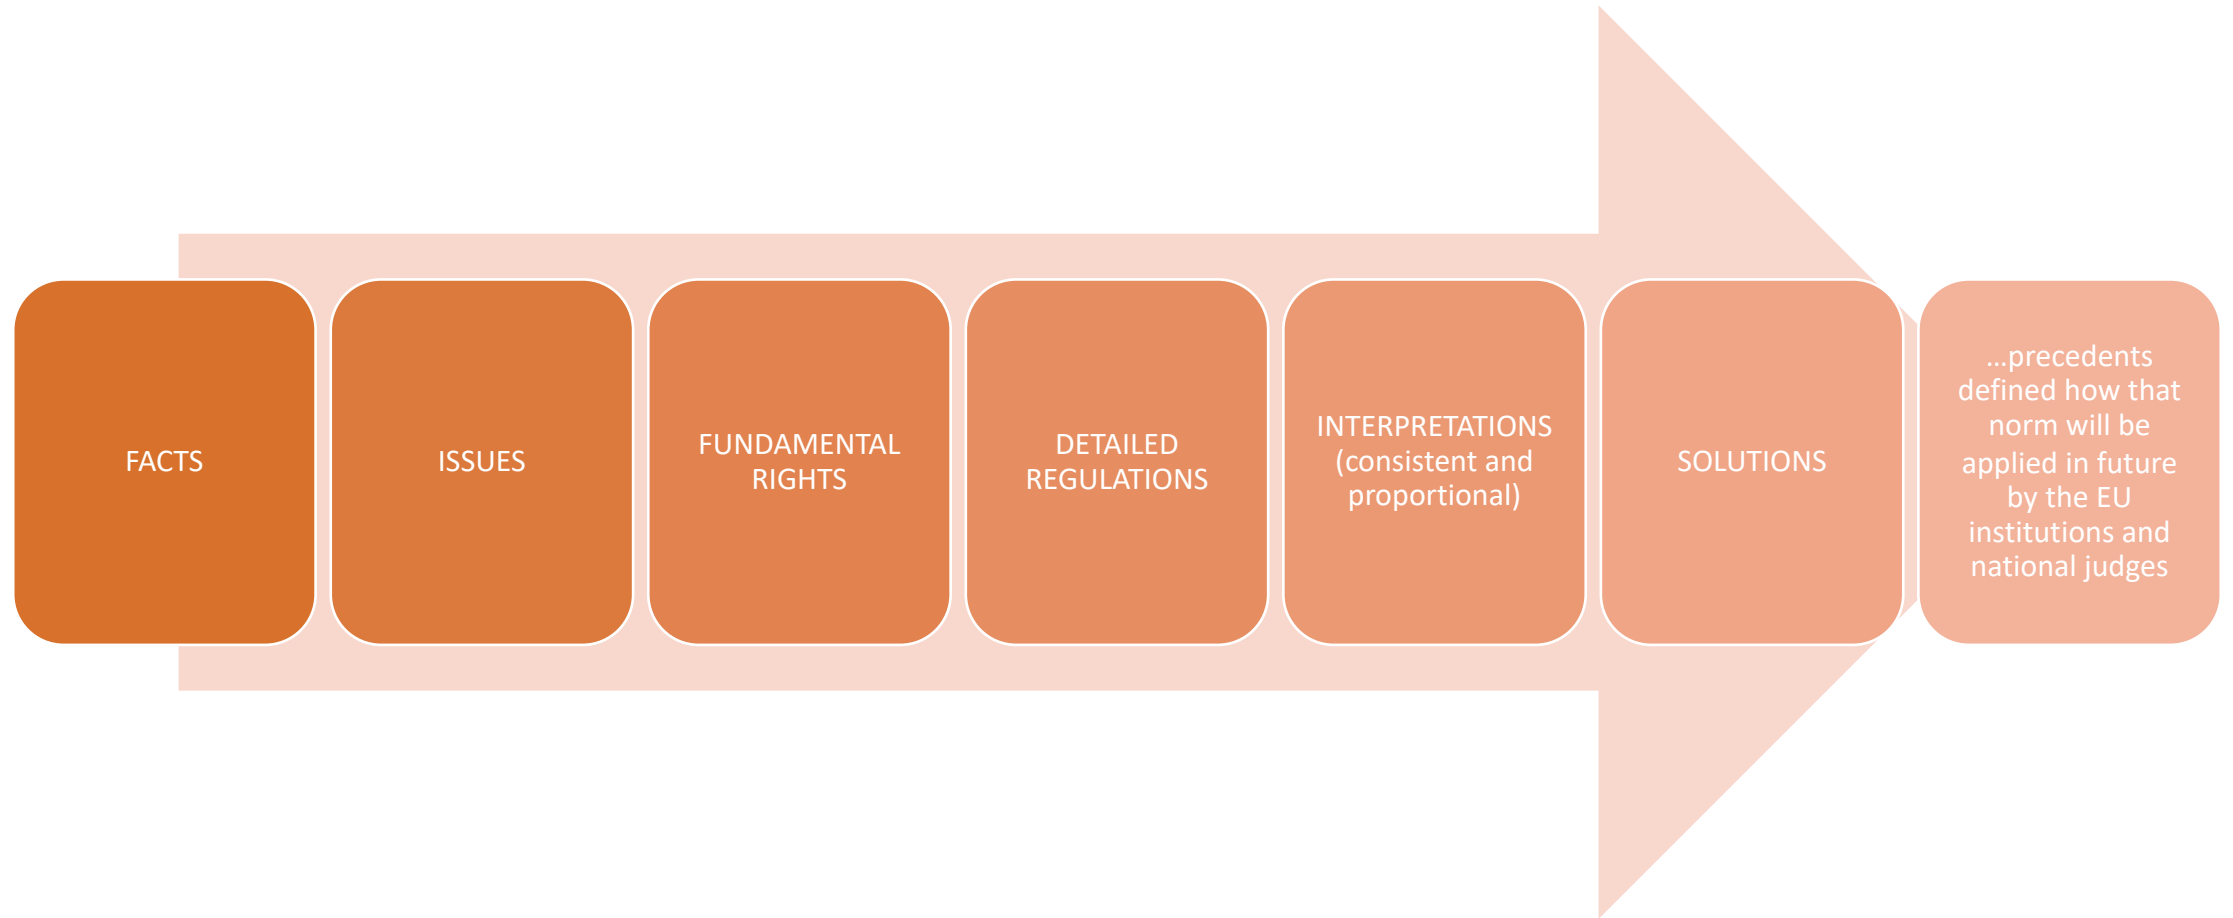 FACTS
ISSUES
FUNDAMENTAL
RIGHTS
DETAILED
REGULATIONS
INTERPRETATIONS
(consistent and
proportional)
SOLUTIONS
...precedents
defined how that
norm will be
applied in future
by the EU
institutions and
national judges